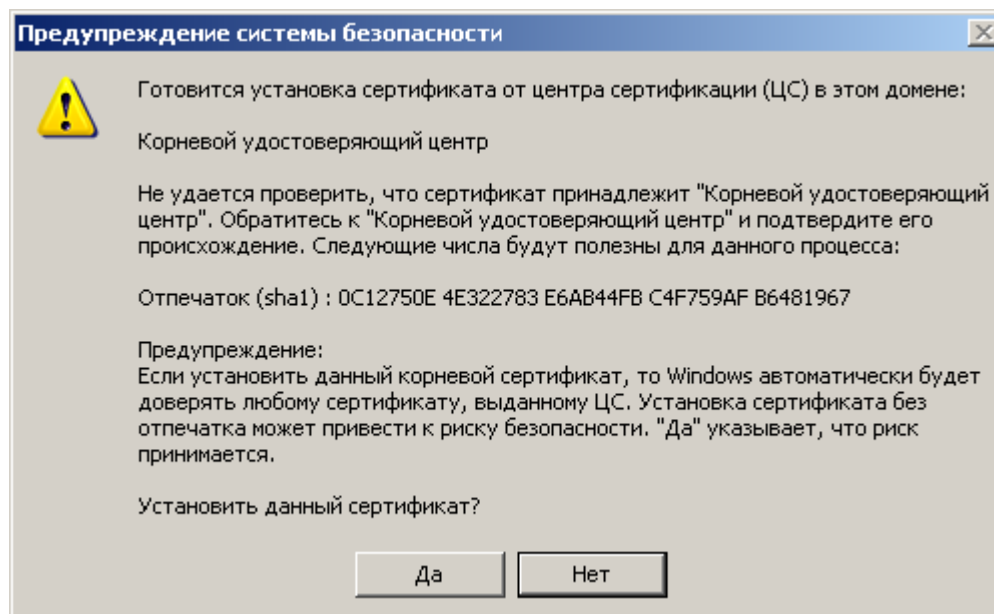 Предупреждение системы безопасности
Готовится установка сертификата от центра сертификации (ЦС) в этом домене:
Корневой удостоверяющий центр
Не удается проверить, что сертификат принадлежит "Корневой удостоверяющий
центр". Обратитесь к "Корневой удостоверяющий центр" и подтвердите его
происхождение. Следующие числа будут полезны для данного процесса:
Отпечаток (sha1) : 0C12750E 4E322783 E6AB44FB C4F759AF B6481967
Предупреждение:
Если установить данный корневой сертификат, то Windows автоматически будет
доверять любому сертификату, выданному ЦС. Установка сертификата без
отпечатка может привести к риску безопасности. "Да" указывает, что риск
принимается.
Установить данный сертификат?
Да
Нет